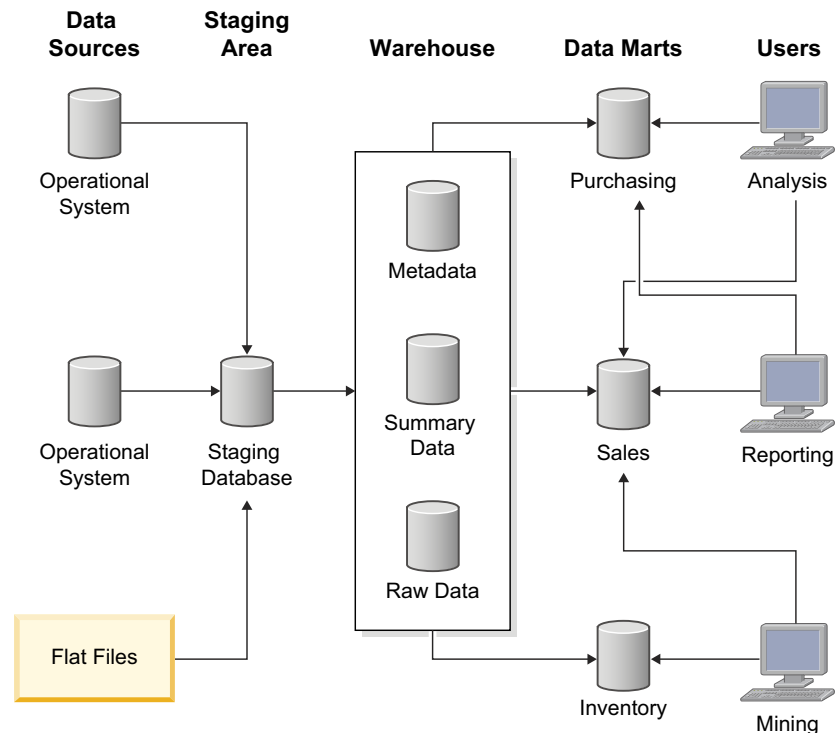 Data
Sources
Staging
Area
Warehouse
Data Marts
Users
Operational
System
Purchasing
Analysis
Metadata
Operational
System
Staging
Database
Summary
Data
Sales
Reporting
Raw Data
Flat Files
Inventory
Mining